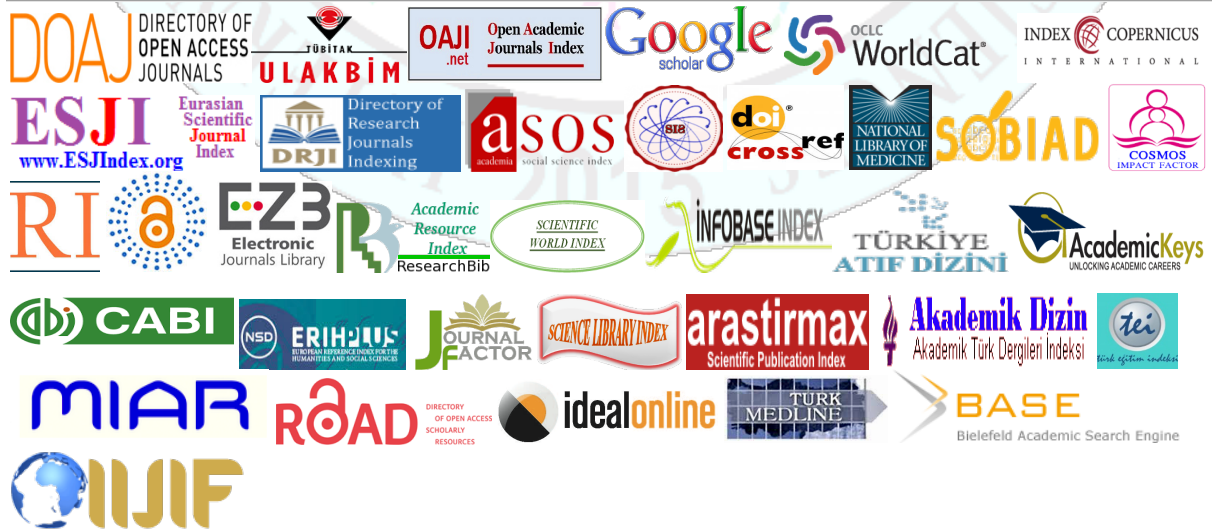 DOAJ
DIRECTORY OF
OPEN ACCESS
JOURNALS
TÜBİTAK
ULAKBİM
OAJI
.net
Open Academic
Journals Index
Google
scholar
OCLC
WorldCat®
INDEX COPERNICUS
INTERNATIONAL
ESJI
Eurasian
Scientific
Journal
Index
www.ESJIndex.org
DRJI
Directory of
Research
Journals
Indexing
asos
academia social science index
SIS
doi®
cross ref
NATIONAL
LIBRARY OF
MEDICINE
SOBIAD
COSMOS
IMPACT FACTOR
RI
EZB
Electronic
Journals Library
Academic
Resource
Index
ResearchBib
SCIENTIFIC
WORLD INDEX
İNFOBASE INDEX
TÜRKİYE
ATIF DİZİNİ
AcademicKeys
UNLOCKING ACADEMIC CAREERS
2015
CABI
NSD
ERIHPLUS
EUROPEAN REFERENCE INDEX FOR THE
HUMANITIES AND SOCIAL SCIENCES
JOURNAL
FACTOR
SCIENCE LIBRARY INDEX
arastirmax
Scientific Publication Index
Akademik Dizin
Akademik Türk Dergileri İndeksi
tei
türk eğitim indeksi
MIAR
ROAD
DIRECTORY
OF OPEN ACCESS
SCHOLARLY
RESOURCES
idealonline
TURK
MEDLINE
BASE
Bielefeld Academic Search Engine
IIJIF